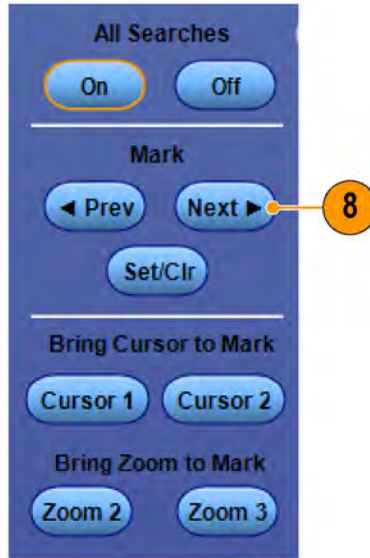 All Searches
On Off
Mark
◄ Prev Next ►
8
Set/Clr
Bring Cursor to Mark
Cursor 1 Cursor 2
Bring Zoom to Mark
Zoom 2 Zoom 3